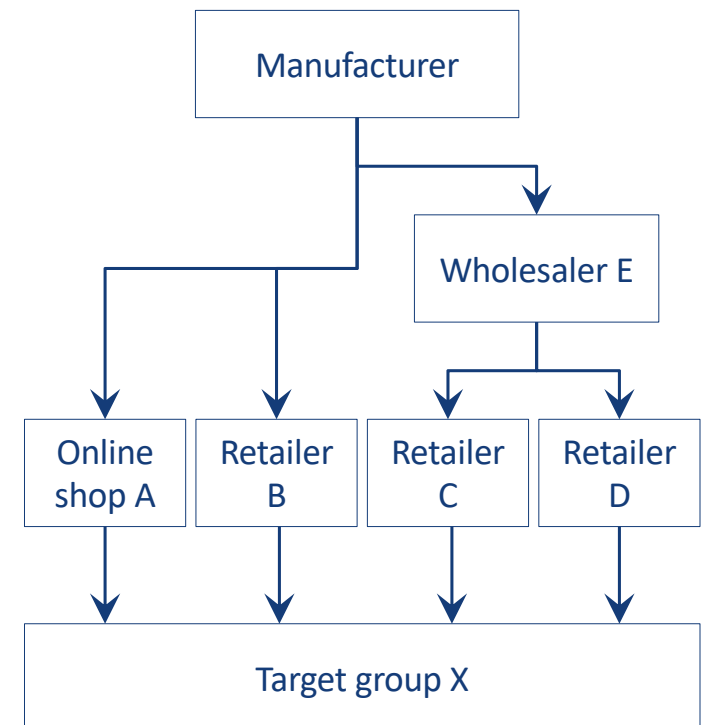 Manufacturer
Wholesaler E
Online
shop A
Retailer
B
Retailer
C
Retailer
D
Target group X